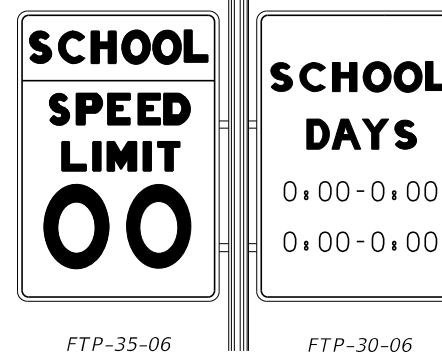 SCHOOL
SPEED
LIMIT
00
FTP-35-06
SCHOOL
DAYS
0:00-0:00
0:00-0:00
FTP-30-06